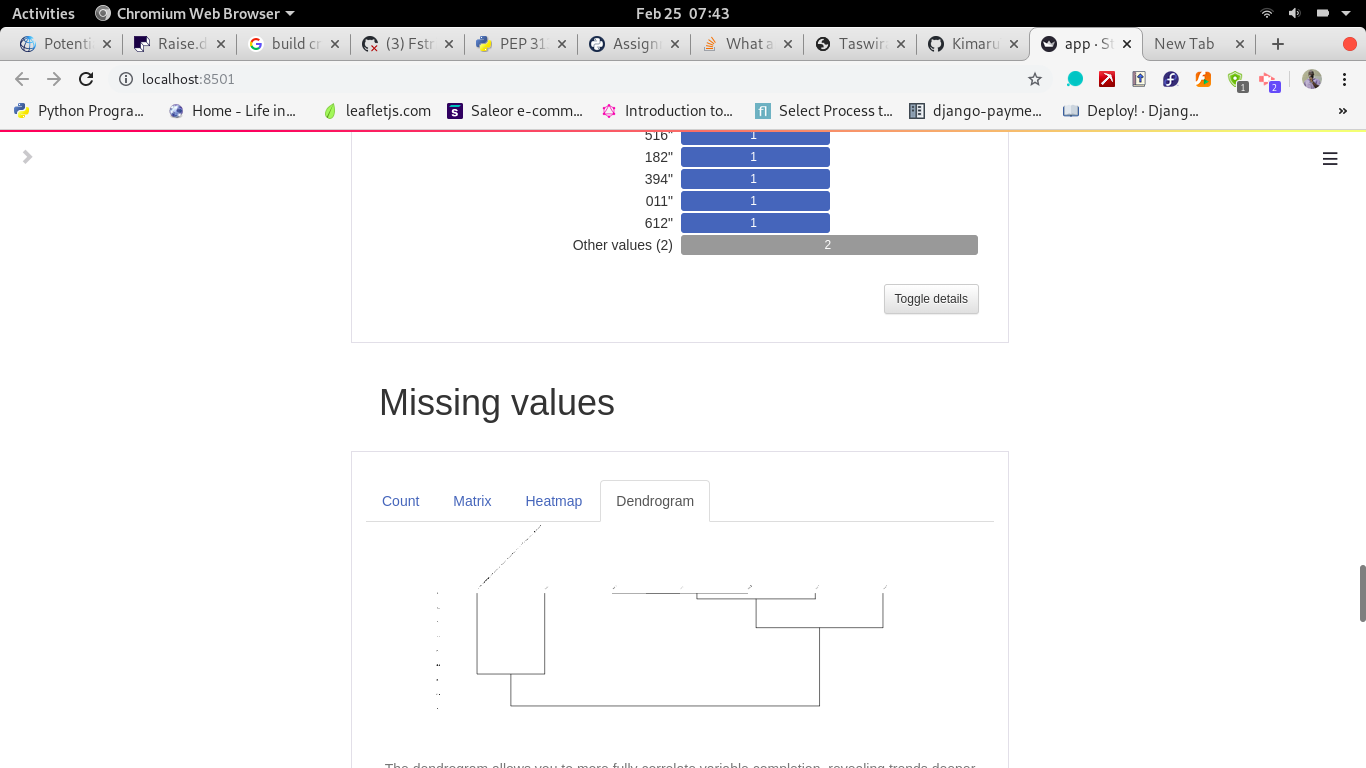 Activities Chromium Web Browser Feb 25 07:43
Potenti Raise.d build cr (3) Fstr PEP 31 Assign What a Taswir Kimaru app · St New Tab
localhost:8501 1 2
Python Progra... Home - Life in... leafletjs.com Saleor e-comm... Introduction to... Select Process t... django-payme... Deploy! · Djang... »
516" 1
182" 1
394" 1
011" 1
612" 1
Other values (2) 2
Toggle details
Missing values
Count Matrix Heatmap Dendrogram
The dendrogram allows you to more fully correlate variable completion, revealing trends deeper